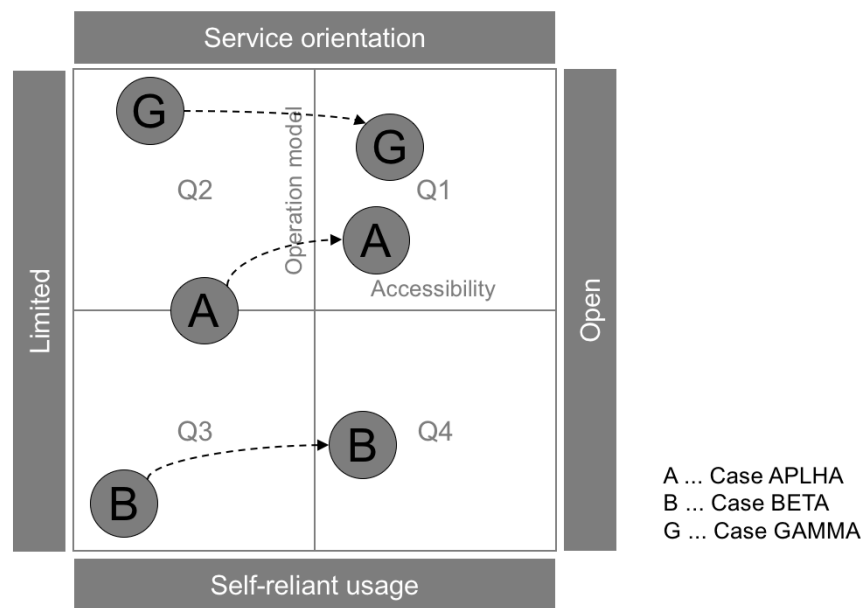 Service orientation
Limited
G
G
Operation model
Q2
Q1
A
Accessibility
A
Open
Q3
B
Q4
B
A ... Case APLHA
B ... Case BETA
G ... Case GAMMA
Self-reliant usage